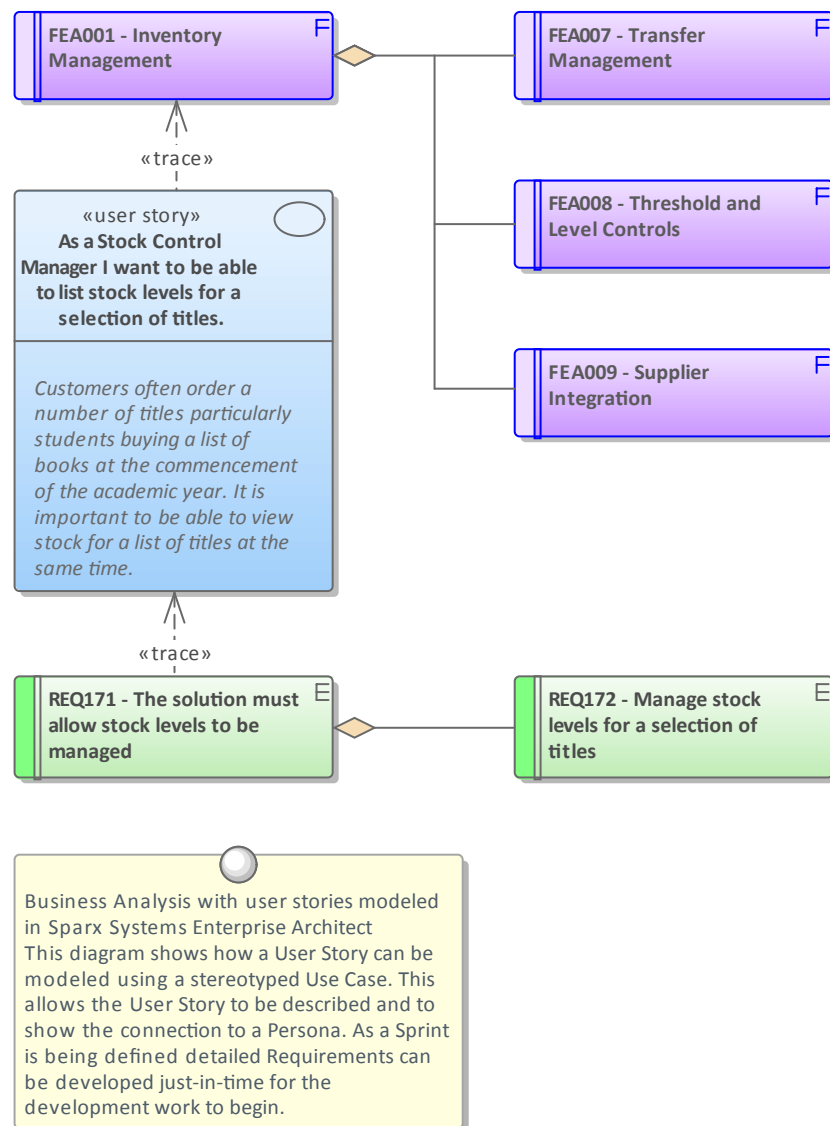 FEA001 - Inventory
Management
F
FEA007 - Transfer
Management
F
«trace»
FEA008 - Threshold and
Level Controls
F
«user story»
As a Stock Control
Manager I want to be able
to list stock levels for a
selection of titles.
FEA009 - Supplier
Integration
F
Customers often order a
number of titles particularly
students buying a list of
books at the commencement
of the academic year. It is
important to be able to view
stock for a list of titles at the
same time.
«trace»
REQ171 - The solution must
allow stock levels to be
managed
E
REQ172 - Manage stock
levels for a selection of
titles
E
Business Analysis with user stories modeled
in Sparx Systems Enterprise Architect
This diagram shows how a User Story can be
modeled using a stereotyped Use Case. This
allows the User Story to be described and to
show the connection to a Persona. As a Sprint
is being defined detailed Requirements can
be developed just-in-time for the
development work to begin.